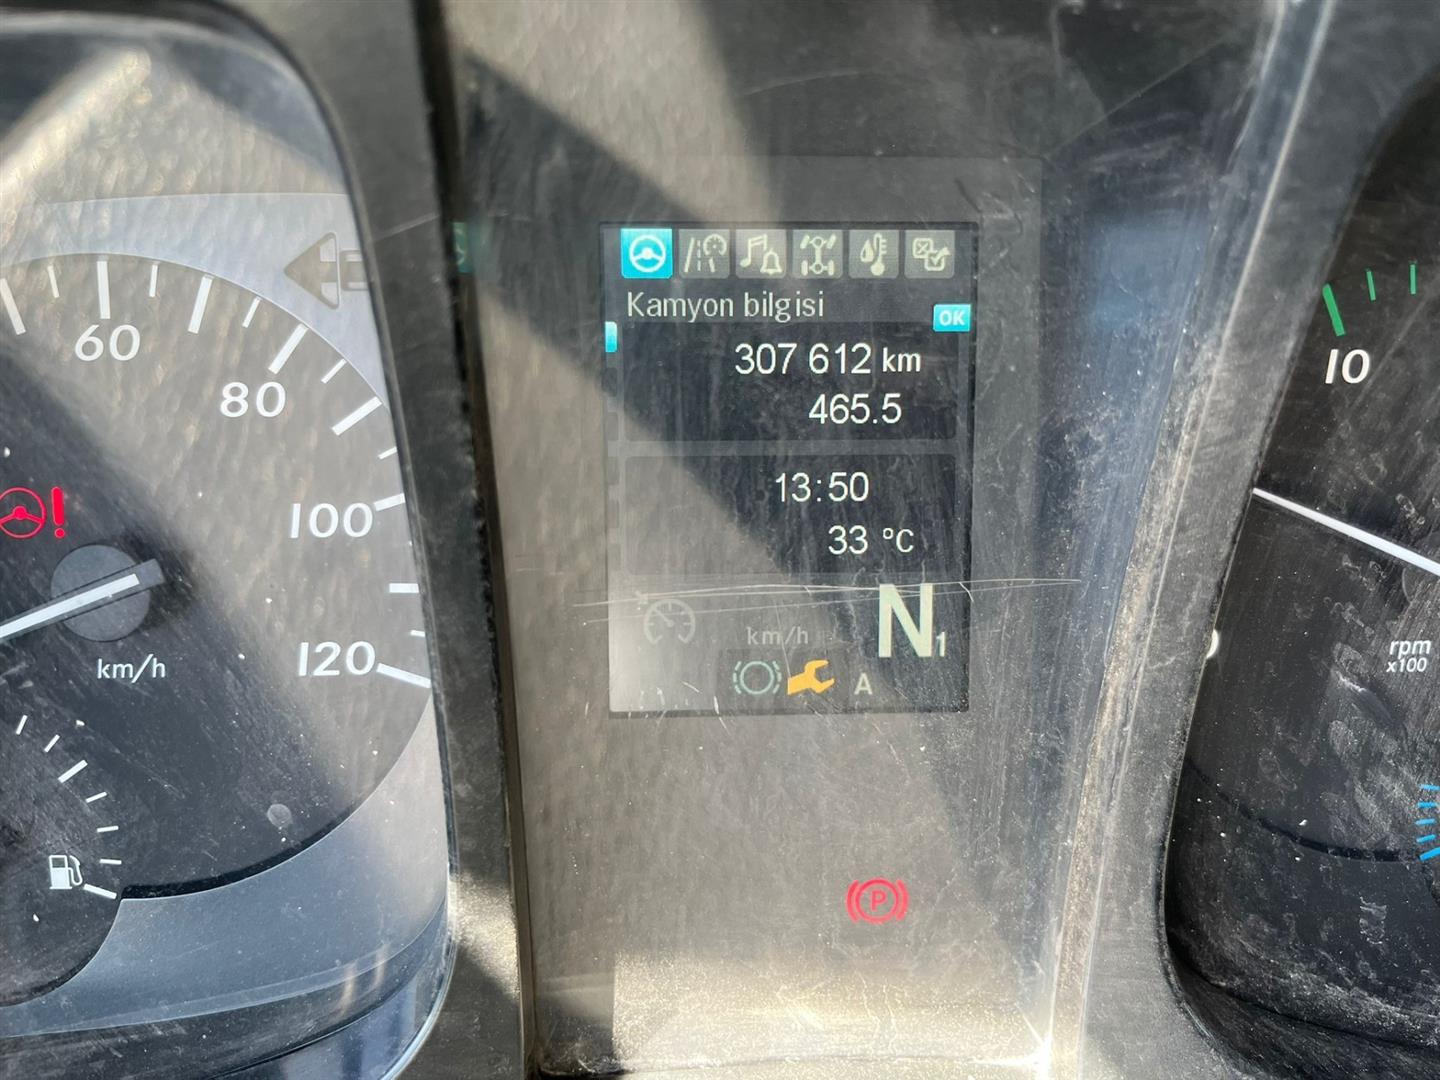 Kamyon bilgisi
OK
307 612 km
465.5
13:50
33 °C
N1
km/h
A
60
80
100
120
km/h
10
rpm
x100
P